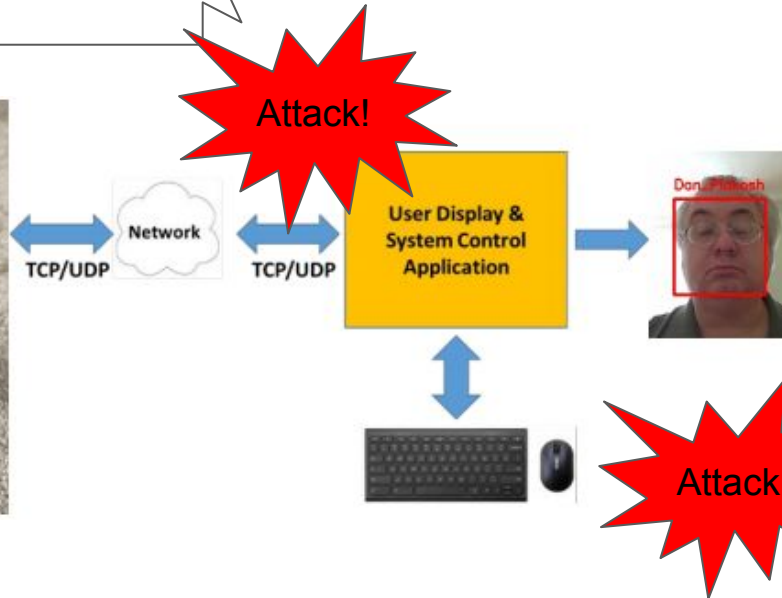 Attack!
Network
TCP/UDP
TCP/UDP
User Display &
System Control
Application
Attack